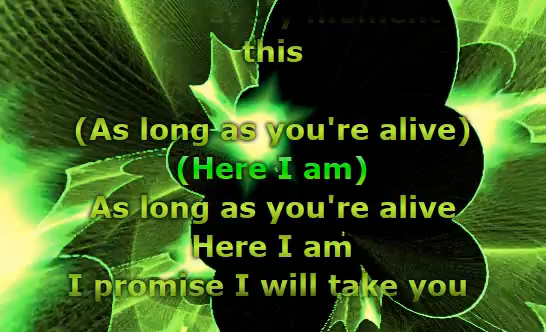 this
(As long as you're alive)
(Here I am)
As long as you're alive
Here I am
I promise I will take you